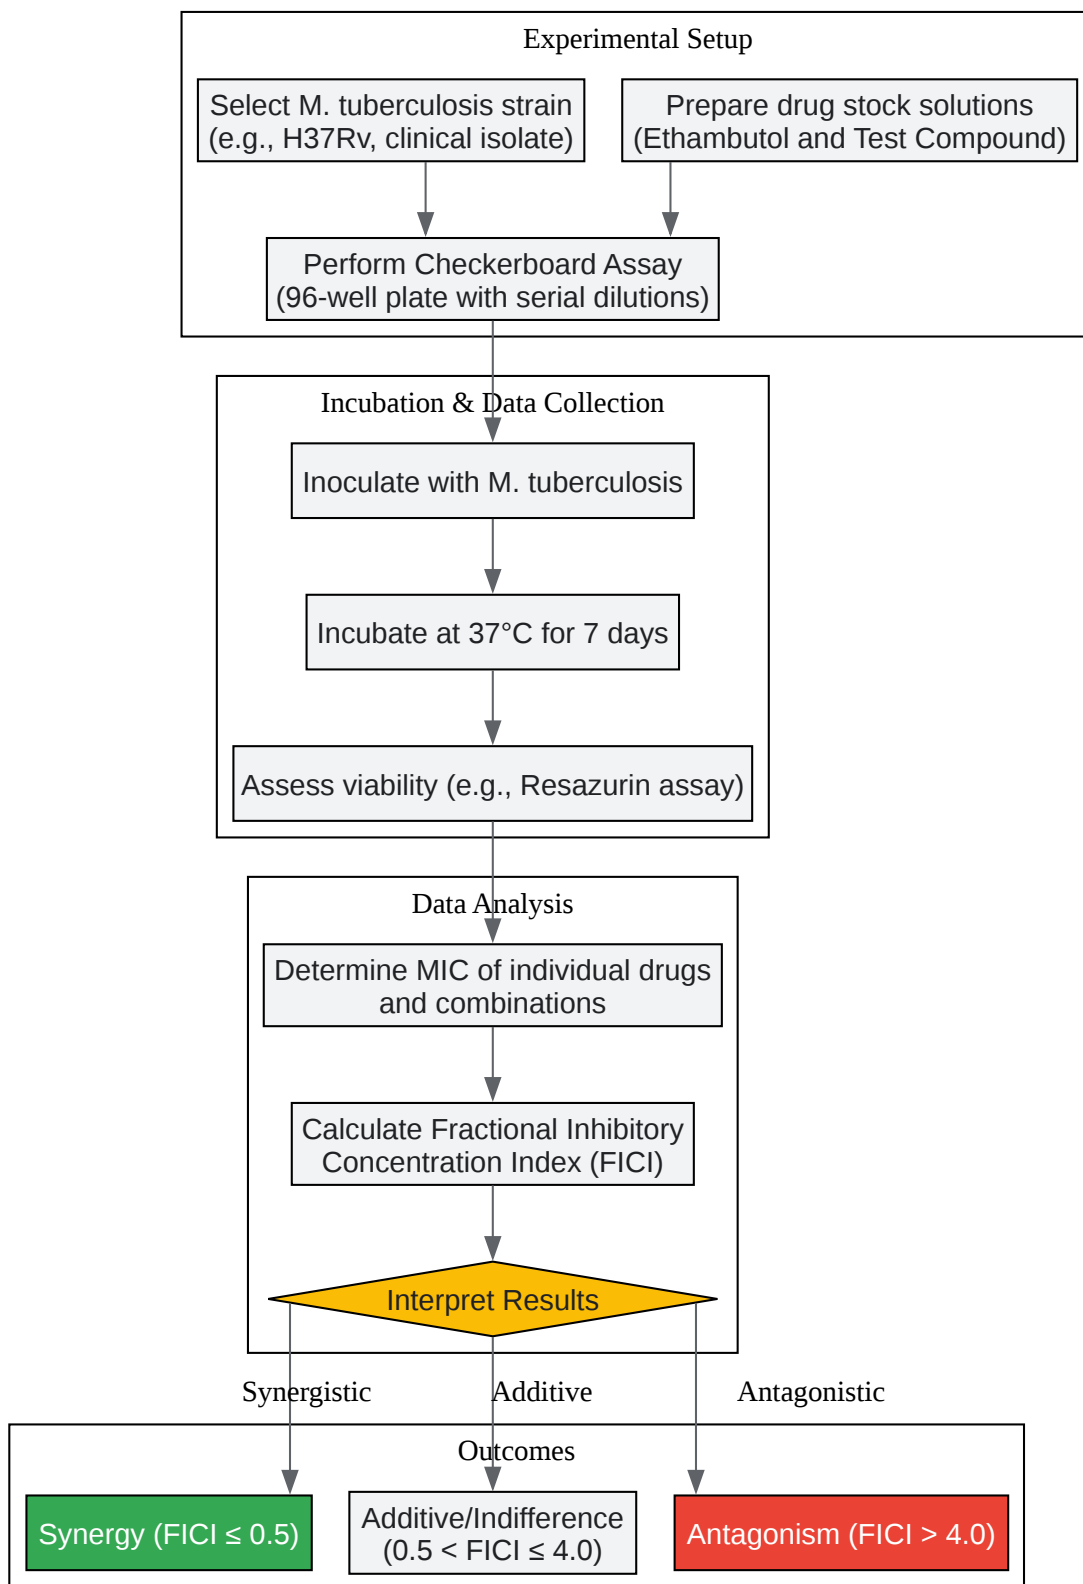 Experimental Setup
Select M. tuberculosis strain
(e.g., H37Rv, clinical isolate)
Prepare drug stock solutions
(Ethambutol and Test Compound)
Perform Checkerboard Assay
(96-well plate with serial dilutions)
Incubation & Data Collection
Inoculate with M. tuberculosis
Incubate at 37°C for 7 days
Assess viability (e.g., Resazurin assay)
Data Analysis
Determine MIC of individual drugs
and combinations
Calculate Fractional Inhibitory
Concentration Index (FICI)
Interpret Results
Synergistic
Additive
Antagonistic
Outcomes
Synergy (FICI ≤ 0.5)
Additive/Indifference
(0.5 < FICI ≤ 4.0)
Antagonism (FICI > 4.0)